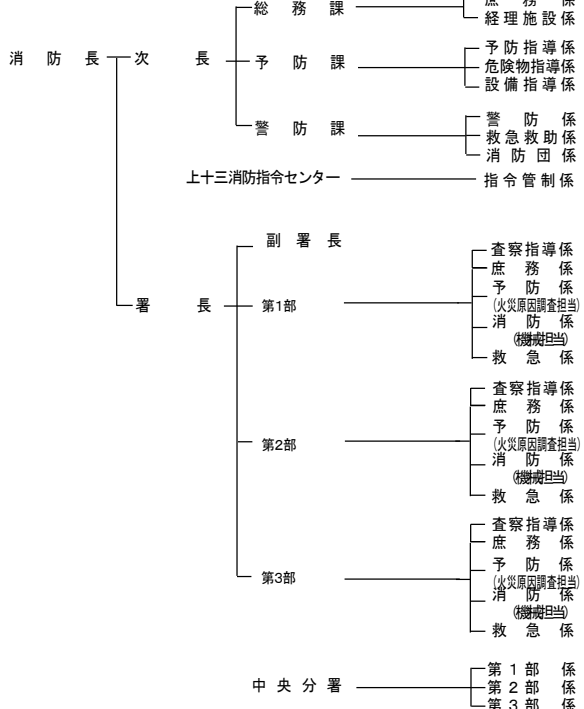 庶務係
総務課
経理施設係
予防指導係
消防長 次長 予防課 危険物指導係
設備指導係
警防係
警防課 救急救助係
消防団係
上十三消防指令センター 指令管制係
副署長
査察指導係
庶務係
予防係
署長 第1部 (火災原因調査担当)
消防係
(機械担当)
救急係
査察指導係
庶務係
予防係
第2部 (火災原因調査担当)
消防係
(機械担当)
救急係
査察指導係
庶務係
予防係
第3部 (火災原因調査担当)
消防係
(機械担当)
救急係
第1部係
中央分署 第2部係
第3部係